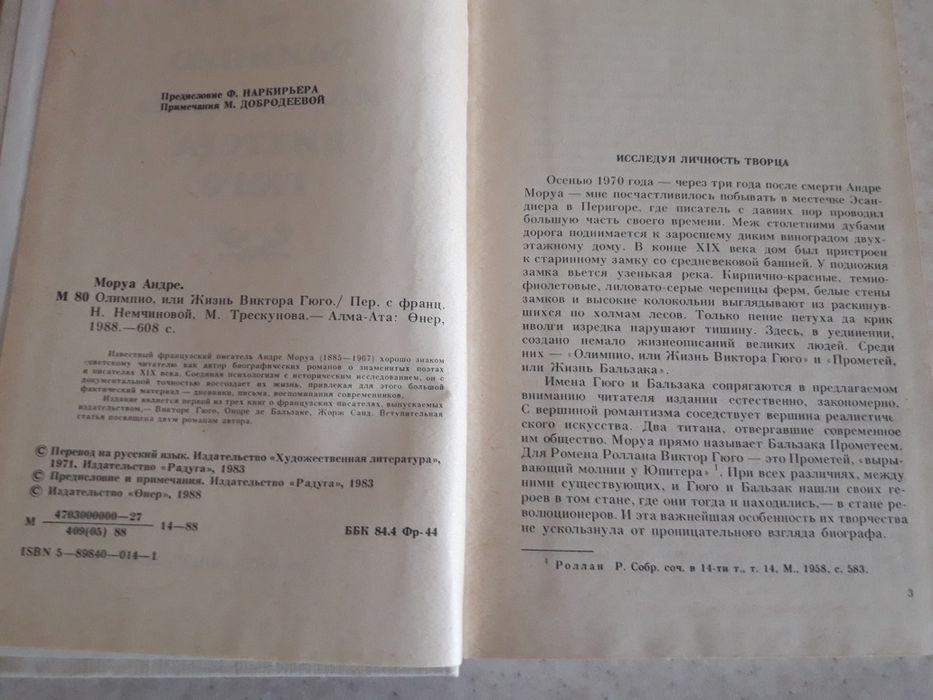 Предисловие Ф. НАРКИРЬЕРА
Примечания М. ДОБРОДЕЕВОЙ
Моруа Андре.
М 80 Олимпио, или Жизнь Виктора Гюго./ Пер. с франц.
Н. Немчиновой, М. Трескунова.— Алма-Ата: Өнер,
1988.—608 с.
Известный французский писатель Андре Моруа (1885—1967) хорошо знаком
советскому читателю как автор биографических романов о знаменитых поэтах
и писателях XIX века. Соединяя психологизм с историческим исследованием, он с
документальной точностью воссоздает их жизнь, привлекая для этого большой
фактический материал — дневники, письма, воспоминания современников.
Издание является первой из трех книг о французских писателях, выпускаемых
издательством,— Викторе Гюго, Оноре де Бальзаке, Жорж Санд. Вступительная
статья посвящена двум романам автора.
© Перевод на русский язык. Издательство «Художественная литература»,
1971. Издательство «Радуга», 1983
© Предисловие и примечания. Издательство «Радуга», 1983
© Издательство «Өнер», 1988
М 4703000000—27 14—88
409(05) 88
ББК 84.4 Фр-44
ISBN 5—89840—014—1
ИССЛЕДУЯ ЛИЧНОСТЬ ТВОРЦА
Осенью 1970 года — через три года после смерти Андре
Моруа — мне посчастливилось побывать в местечке Эсан-
диера в Перигоре, где писатель с давних пор проводил
большую часть своего времени. Меж столетними дубами
дорога поднимается к заросшему диким виноградом двух-
этажному дому. В конце XIX века дом был пристроен
к старинному замку со средневековой башней. У подножия
замка вьется узенькая река. Кирпично-красные, темно-
фиолетовые, лиловато-серые черепицы ферм, белые стены
замков и высокие колокольни выглядывают из раскинув-
шихся по холмам лесов. Только пение петуха да крик
иволги изредка нарушают тишину. Здесь, в уединении,
создано немало жизнеописаний великих людей. Среди
них — «Олимпио, или Жизнь Виктора Гюго» и «Прометей,
или Жизнь Бальзака».
Имена Гюго и Бальзака сопрягаются в предлагаемом
вниманию читателя издании естественно, закономерно.
С вершиной романтизма соседствует вершина реалистиче-
ского искусства. Два титана, отвергавшие современное
им общество. Моруа прямо называет Бальзака Прометеем.
Для Ромена Роллана Виктор Гюго — это Прометей, «выры-
вающий молнии у Юпитера» ¹. При всех различиях, между
ними существующих, и Гюго и Бальзак нашли своих ге-
роев в том стане, где они тогда и находились,— в стане ре-
волюционеров. И эта важнейшая особенность их творчества
не ускользнула от проницательного взгляда биографа.
¹ Роллан Р. Собр. соч. в 14-ти т., т. 14. М., 1958, с. 583.
3